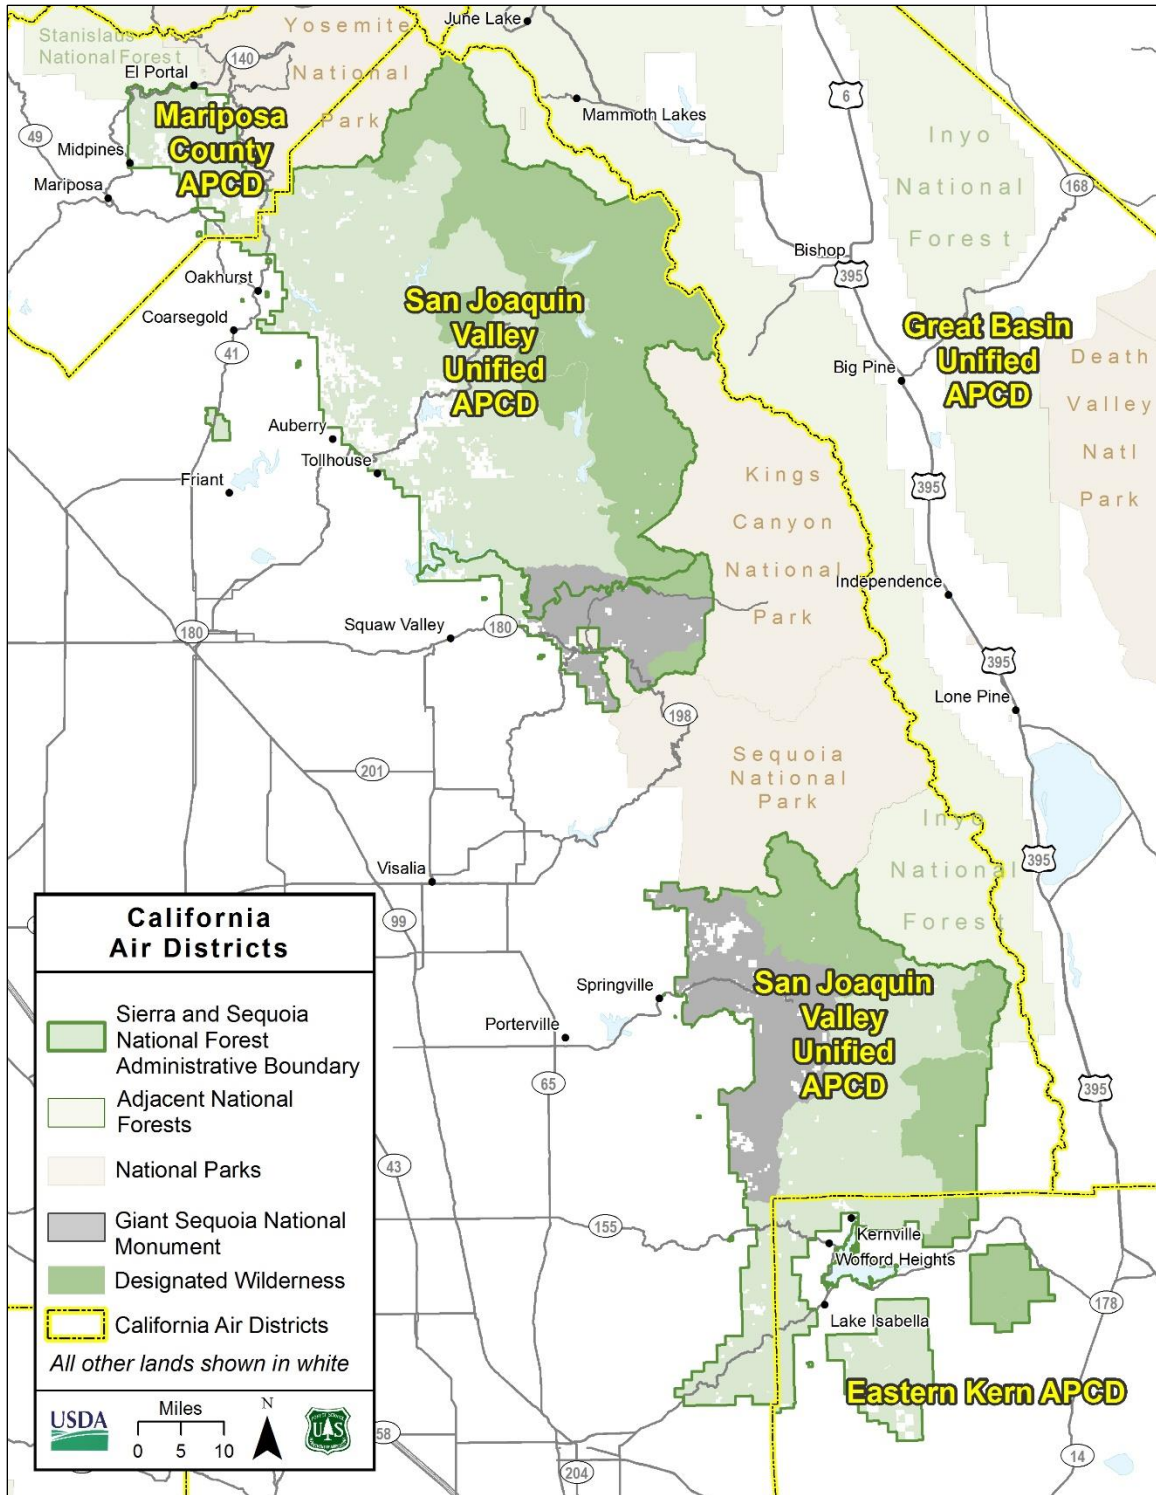 Yosemite
National
Park
June Lake
Stanislaus
National Forest
El Portal
140
Mammoth Lakes
6
Inyo
National
Forest
49
Midpines
Mariposa
Mariposa
County
APCD
168
Bishop
395
Oakhurst
Coarsegold
41
San Joaquin
Valley
Unified
APCD
Great Basin
Unified
APCD
Big Pine
Death
Valley
Natl
Park
Auberry
Tollhouse
Friant
Kings
Canyon
National
Park
395
Independence
180
Squaw Valley
180
395
Lone Pine
198
201
Sequoia
National
Park
Inyo
National
Forest
395
Visalia
99
Springville
Porterville
San Joaquin
Valley
Unified
APCD
65
395
43
155
Kernville
Wofford Heights
178
Lake Isabella
Eastern Kern APCD
58
204
14
California
Air Districts
Sierra and Sequoia
National Forest
Administrative Boundary
Adjacent National
Forests
National Parks
Giant Sequoia National
Monument
Designated Wilderness
California Air Districts
All other lands shown in white
USDA
Miles
0 5 10
N
U S